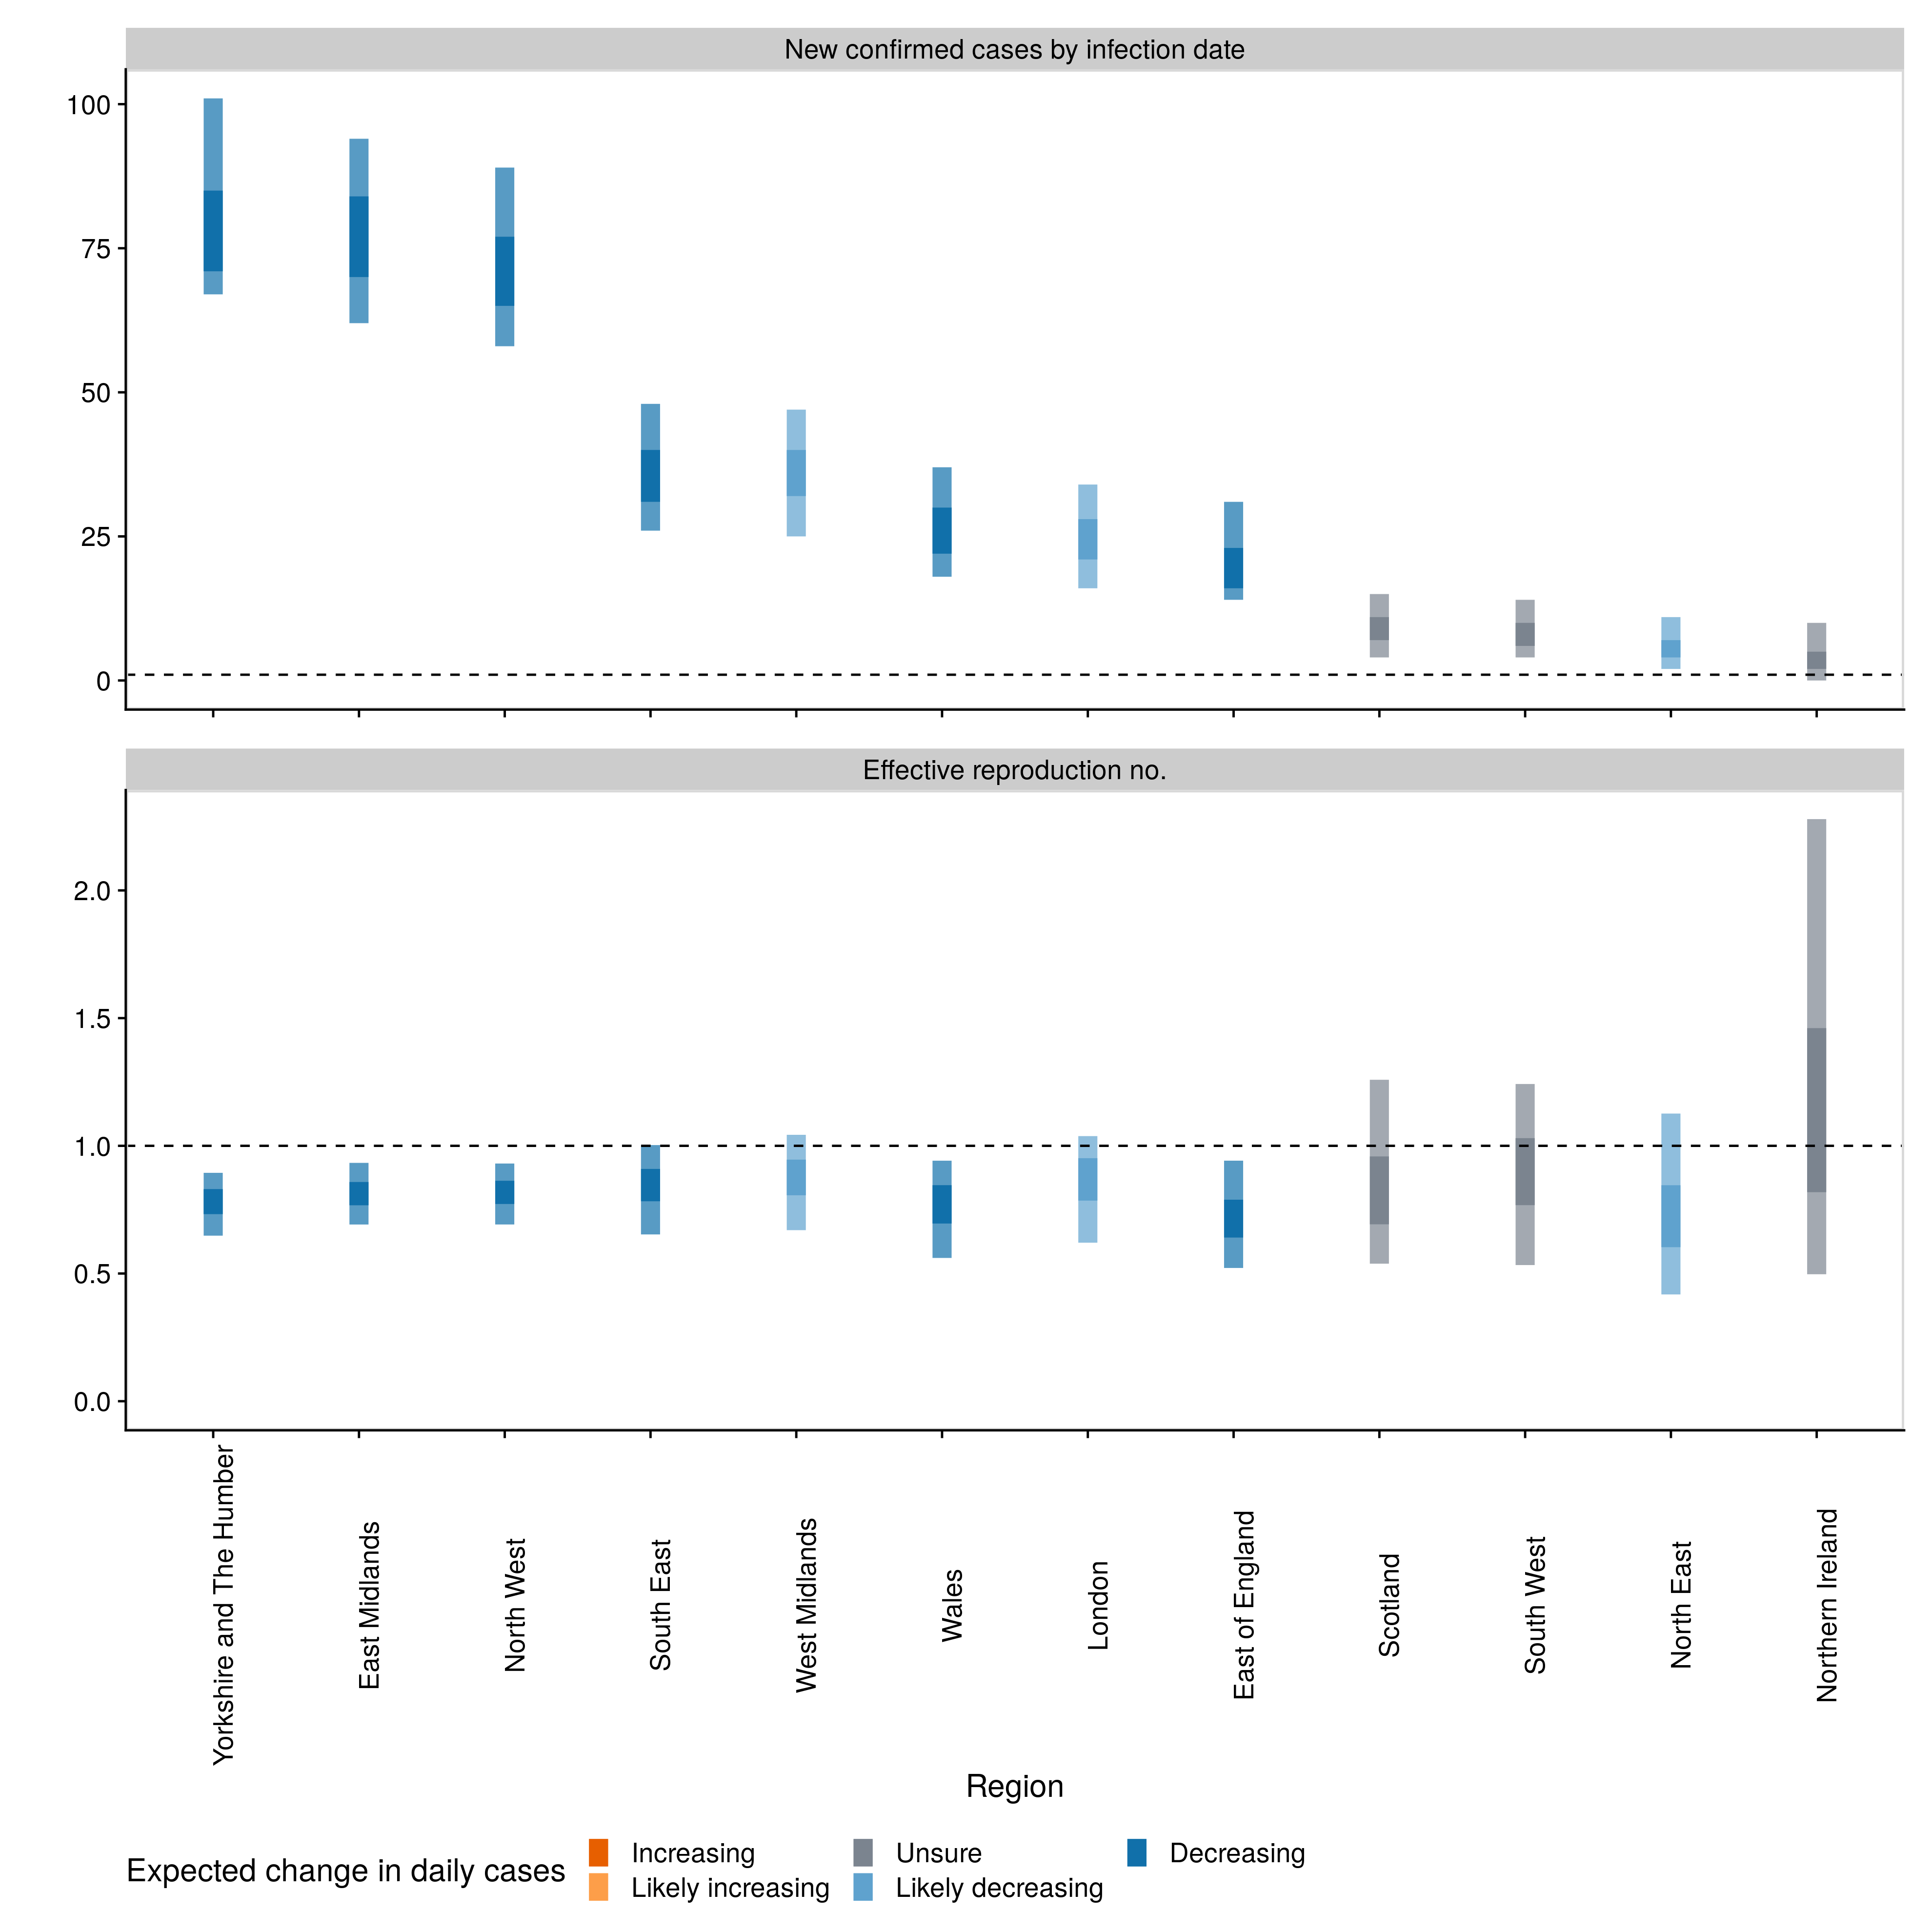 New confirmed cases by infection date
100
75
50
25
0
Effective reproduction no.
2.0
1.5
1.0
0.5
0.0
Yorkshire and The Humber
East Midlands
North West
South East
West Midlands
Wales
London
East of England
Scotland
South West
North East
Northern Ireland
Region
Expected change in daily cases
Increasing
Likely increasing
Unsure
Likely decreasing
Decreasing